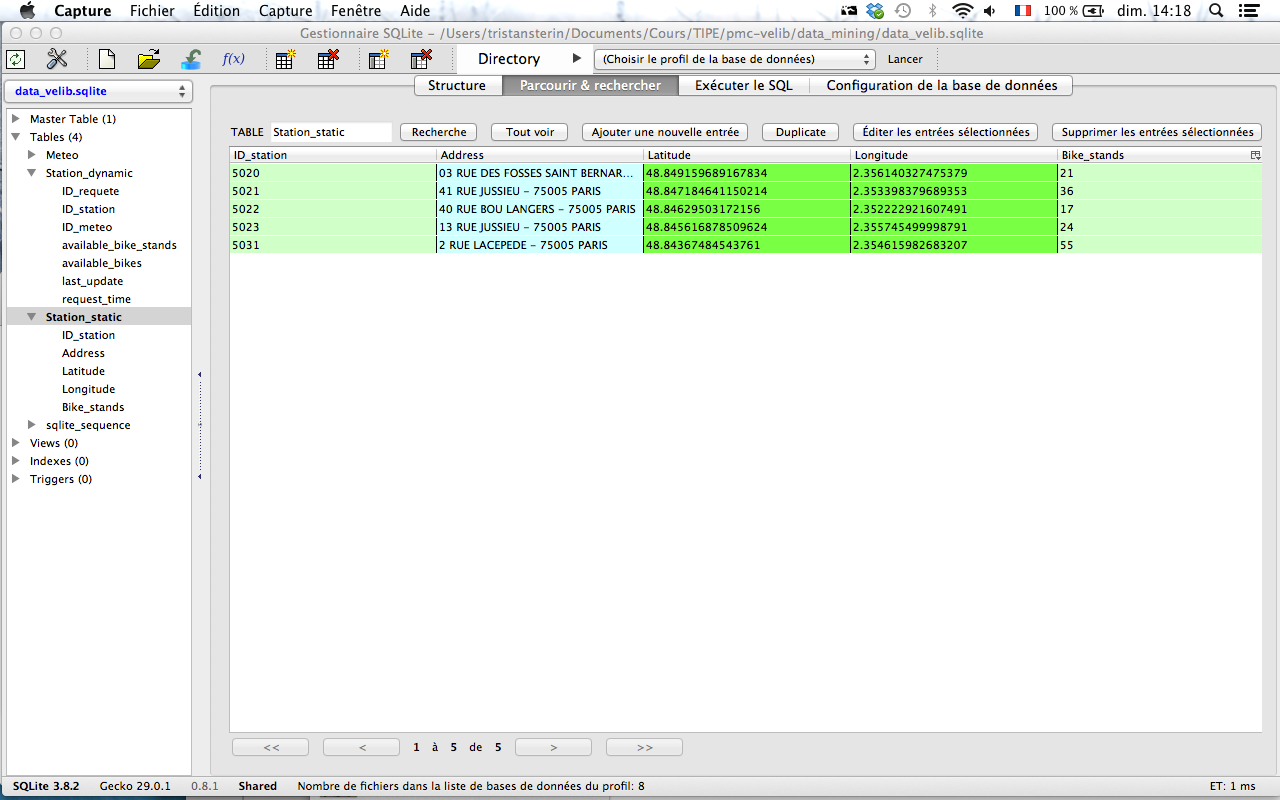 Capture Fichier Édition Capture Fenêtre Aide 100 % dim. 14:18
Gestionnaire SQLite - /Users/tristansterin/Documents/Cours/TIPE/pmc-velib/data_mining/data_velib.sqlite
f(x) Directory (Choisir le profil de la base de données) Lancer
data_velib.sqlite
Structure Parcourir & rechercher Exécuter le SQL Configuration de la base de données
Master Table (1)
Tables (4)
Meteo
Station_dynamic
ID_requete
ID_station
ID_meteo
available_bike_stands
available_bikes
last_update
request_time
Station_static
ID_station
Address
Latitude
Longitude
Bike_stands
sqlite_sequence
Views (0)
Indexes (0)
Triggers (0)
TABLE Station_static Recherche Tout voir Ajouter une nouvelle entrée Duplicate Éditer les entrées sélectionnées Supprimer les entrées sélectionnées
ID_station Address Latitude Longitude Bike_stands
5020 03 RUE DES FOSSES SAINT BERNAR... 48.849159689167834 2.356140327475379 21
5021 41 RUE JUSSIEU - 75005 PARIS 48.847184641150214 2.353398379689353 36
5022 40 RUE BOU LANGERS - 75005 PARIS 48.84629503172156 2.352222921607491 17
5023 13 RUE JUSSIEU - 75005 PARIS 48.845616878509624 2.355745499998791 24
5031 2 RUE LACEPEDE - 75005 PARIS 48.84367484543761 2.354615982683207 55
<< < 1 à 5 de 5 > >>
SQLite 3.8.2 Gecko 29.0.1 0.8.1 Shared Nombre de fichiers dans la liste de bases de données du profil: 8 ET: 1 ms